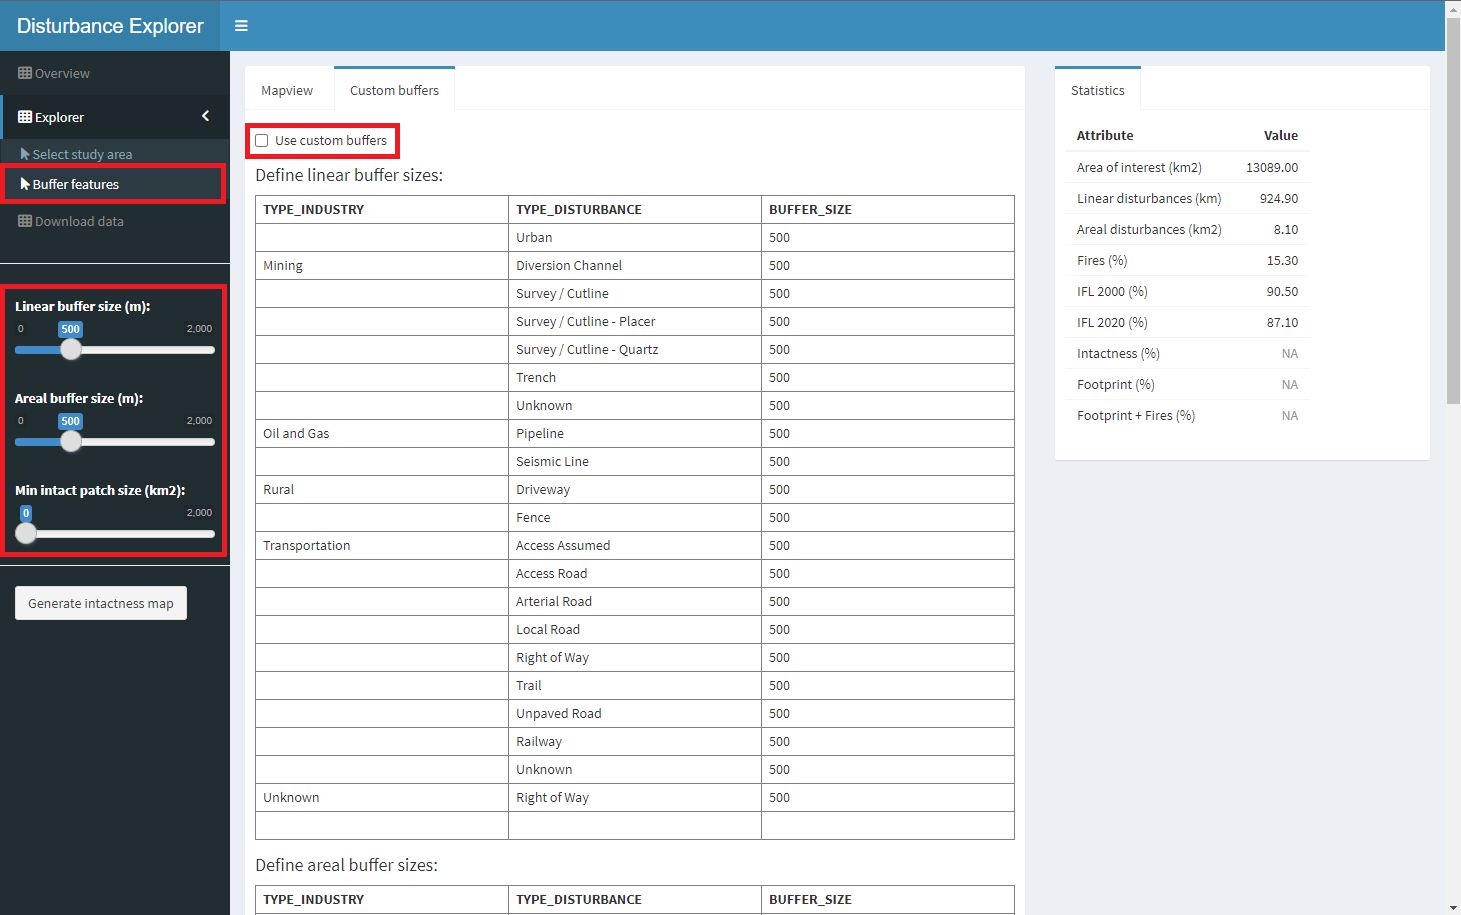 Disturbance Explorer
Overview
Explorer
Select study area
Buffer features
Download data
Linear buffer size (m):
0 500 2,000
Areal buffer size (m):
0 500 2,000
Min intact patch size (km2):
0 2,000
Generate intactness map
Mapview Custom buffers
Use custom buffers
Define linear buffer sizes:
TYPE_INDUSTRY TYPE_DISTURBANCE BUFFER_SIZE
Urban 500
Mining Diversion Channel 500
Survey / Cutline 500
Survey / Cutline - Placer 500
Survey / Cutline - Quartz 500
Trench 500
Unknown 500
Oil and Gas Pipeline 500
Seismic Line 500
Rural Driveway 500
Fence 500
Transportation Access Assumed 500
Access Road 500
Arterial Road 500
Local Road 500
Right of Way 500
Trail 500
Unpaved Road 500
Railway 500
Unknown 500
Unknown Right of Way 500
Define areal buffer sizes:
TYPE_INDUSTRY TYPE_DISTURBANCE BUFFER_SIZE
Statistics
Attribute Value
Area of interest (km2) 13089.00
Linear disturbances (km) 924.90
Areal disturbances (km2) 8.10
Fires (%) 15.30
IFL 2000 (%) 90.50
IFL 2020 (%) 87.10
Intactness (%) NA
Footprint (%) NA
Footprint + Fires (%) NA